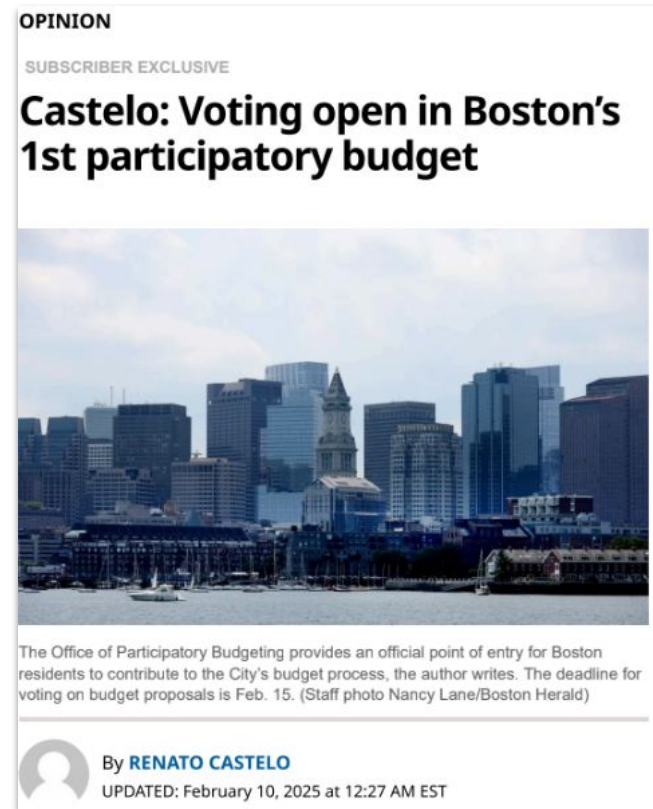 OPINION
SUBSCRIBER EXCLUSIVE
Castelo: Voting open in Boston’s
1st participatory budget
The Office of Participatory Budgeting provides an official point of entry for Boston
residents to contribute to the City’s budget process, the author writes. The deadline for
voting on budget proposals is Feb. 15. (Staff photo Nancy Lane/Boston Herald)
By RENATO CASTELO
UPDATED: February 10, 2025 at 12:27 AM EST